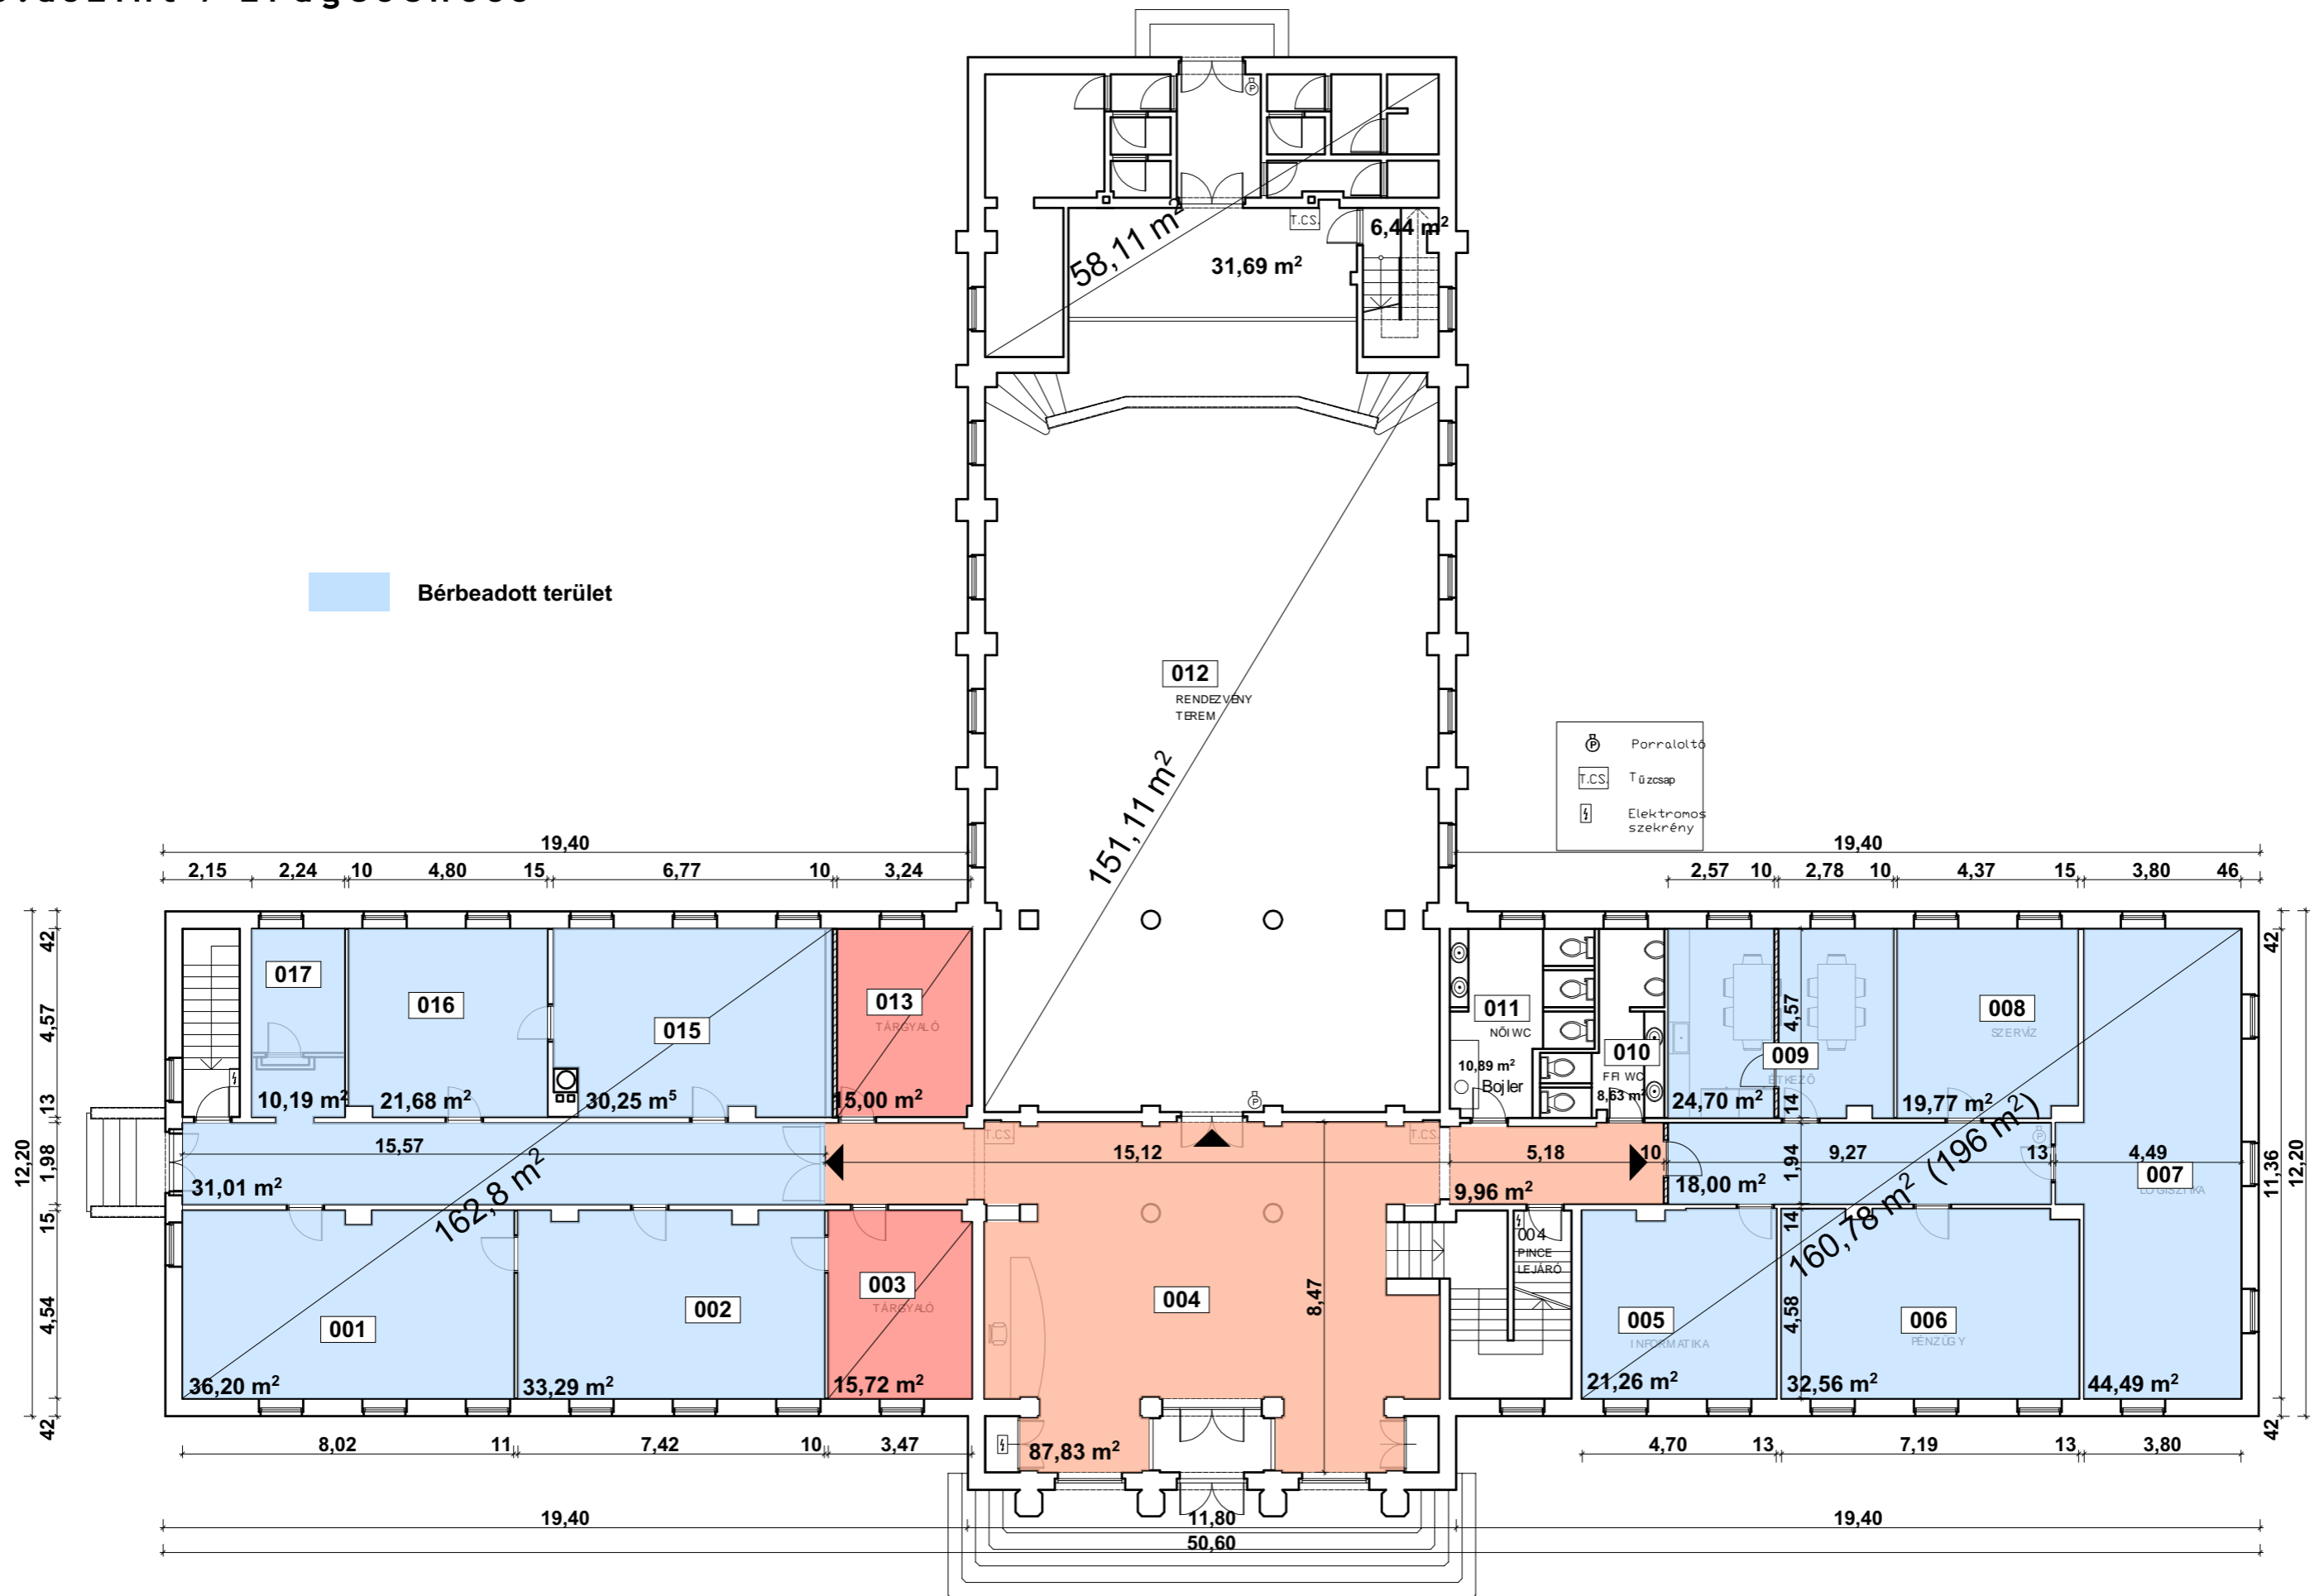 58,11 m²
T.CS.
6,44 m²
31,69 m²
Bérbeadott terület
012
RENDEZVÉNY
TEREM
151,11 m²
Porraloltó
T.CS.
Tűzcsap
Elektromos
szekrény
19,40
19,40
2,15
2,24
10
4,80
15
6,77
10
3,24
2,57
10
2,78
10
4,37
15
3,80
46
42
4,57
13
1,98
15
4,54
42
12,20
017
016
015
013
TÁRGYALÓ
10,19 m²
21,68 m²
30,25 m⁵
15,00 m²
011
NŐI WC
10,89 m²
Bojler
010
FFI WC
8,63 m²
009
ÉTKEZŐ
24,70 m²
4,57
14
008
SZERVÍZ
19,77 m²
15,57
31,01 m²
162,8 m²
T.CS.
T.CS.
15,12
5,18
10
9,96 m²
18,00 m²
1,94
9,27
13
4,49
007
LOGISZTIKA
160,78 m² (196 m²)
001
36,20 m²
002
33,29 m²
003
TÁRGYALÓ
15,72 m²
004
8,47
87,83 m²
004
PINCE
LEJÁRÓ
005
INFORMATIKA
21,26 m²
14
4,58
006
PÉNZÜGY
32,56 m²
44,49 m²
42
11,36
42
12,20
8,02
11
7,42
10
3,47
4,70
13
7,19
13
3,80
19,40
11,80
19,40
50,60